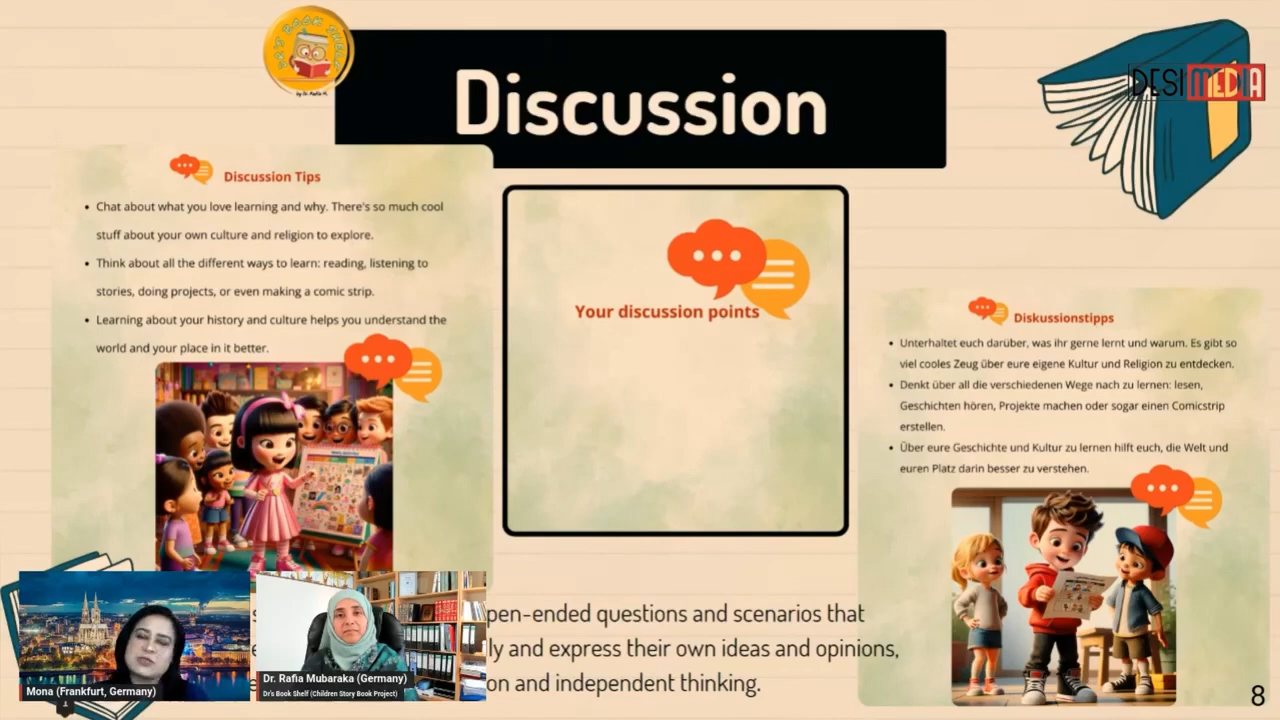 Discussion
DESI MEDIA
Discussion Tips
Chat about what you love learning and why. There's so much cool
stuff about your own culture and religion to explore.
Think about all the different ways to learn: reading, listening to
stories, doing projects, or even making a comic strip.
Learning about your history and culture helps you understand the
world and your place in it better.
Your discussion points
Diskussionstipps
Unterhaltet euch darüber, was ihr gerne lernt und warum. Es gibt so
viel cooles Zeug über eure eigene Kultur und Religion zu entdecken.
Denkt über all die verschiedenen Wege nach zu lernen: lesen,
Geschichten hören, Projekte machen oder sogar einen Comicstrip
erstellen.
Über eure Geschichte und Kultur zu lernen hilft euch, die Welt und
euren Platz darin besser zu verstehen.
pen-ended questions and scenarios that
ly and express their own ideas and opinions,
on and independent thinking.
Mona (Frankfurt, Germany)
Dr. Rafia Mubaraka (Germany)
Dr's Book Shelf (Children Story Book Project)
8